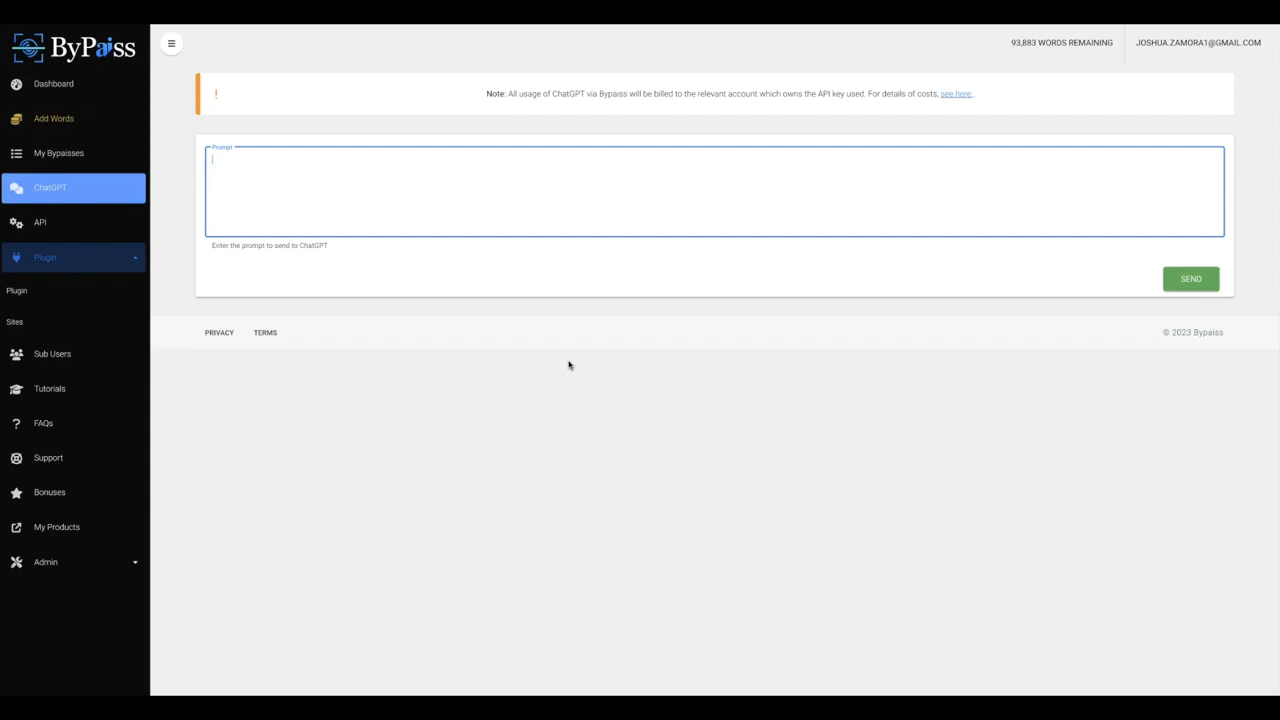 ByPaiss
Dashboard
Add Words
My Bypaisses
ChatGPT
API
Plugin
Plugin
Sites
Sub Users
Tutorials
FAQs
Support
Bonuses
My Products
Admin
93,883 WORDS REMAINING
JOSHUA.ZAMORA1@GMAIL.COM
! Note: All usage of ChatGPT via Bypaiss will be billed to the relevant account which owns the API key used. For details of costs, see here.
Prompt
Enter the prompt to send to ChatGPT
SEND
PRIVACY TERMS © 2023 Bypaiss